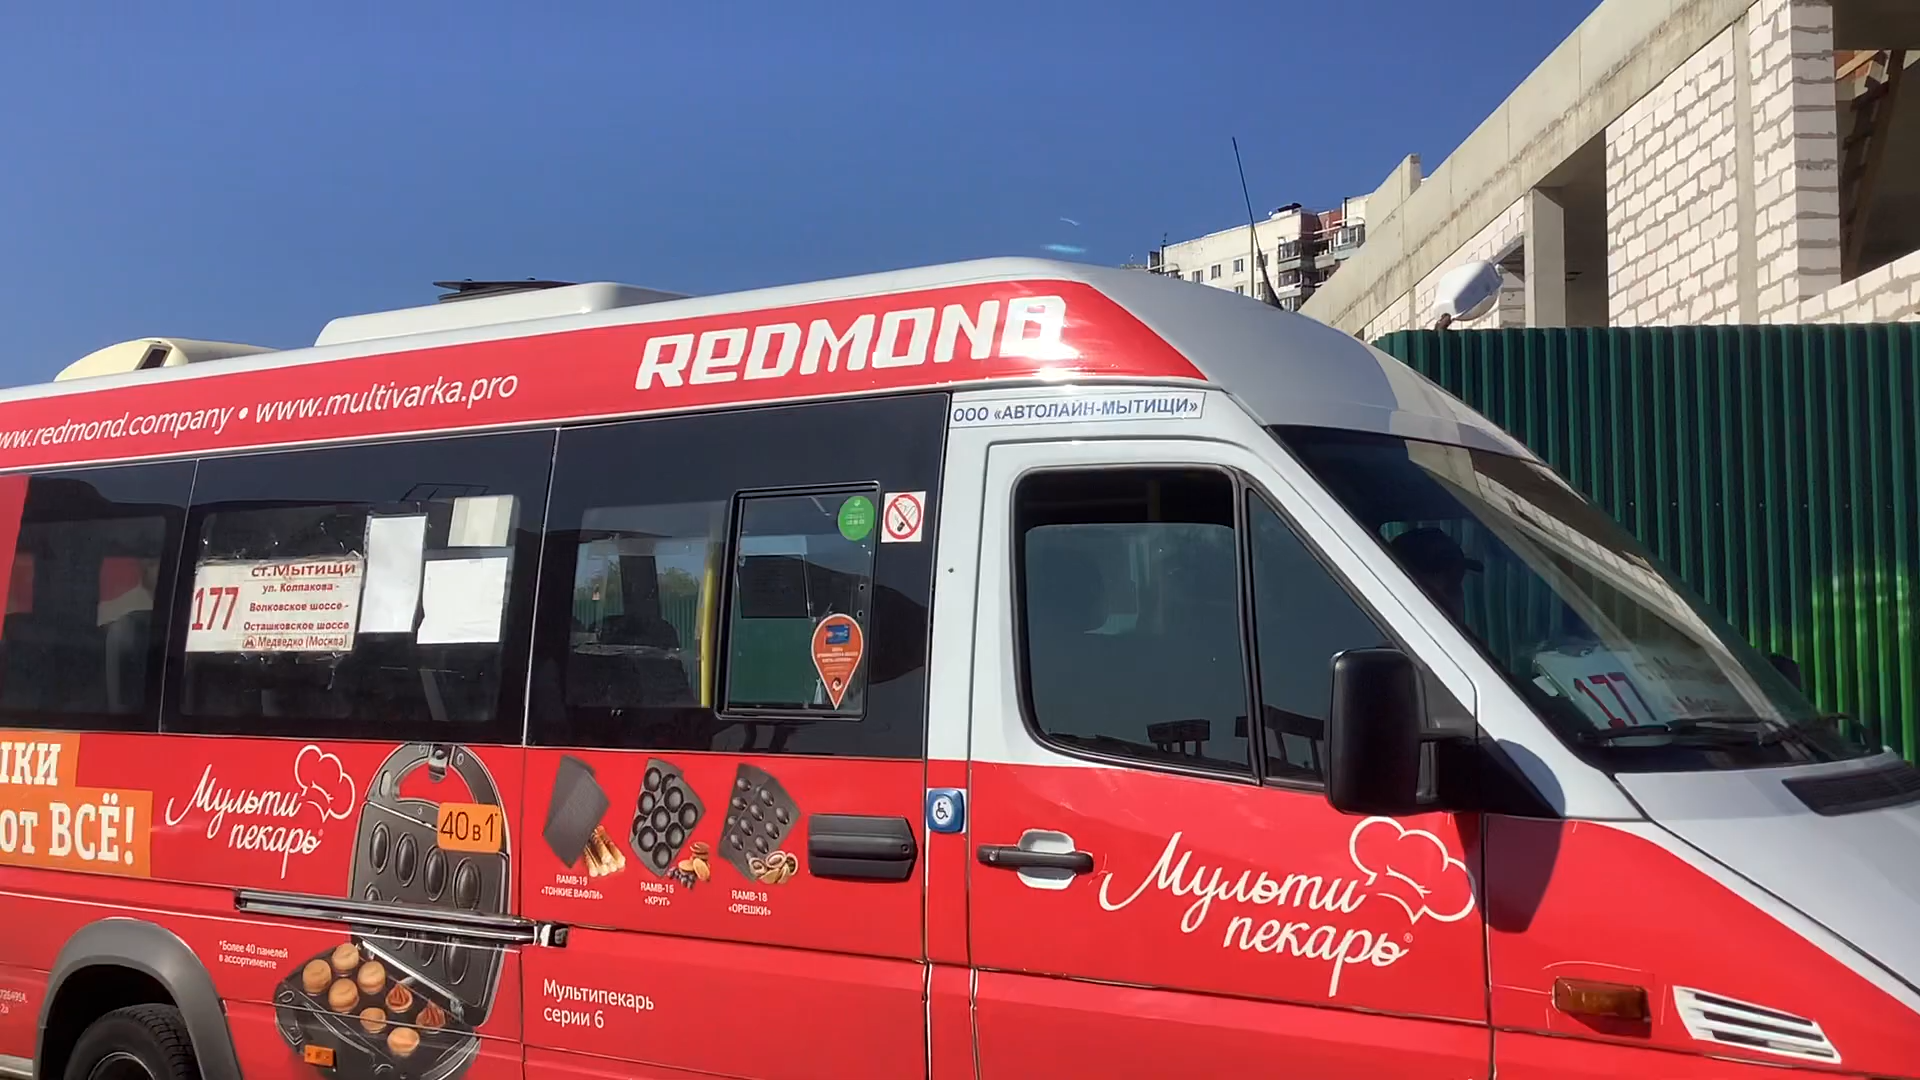 REDMOND
www.redmond.company • www.multivarka.pro
ООО «АВТОЛАЙН-МЫТИЩИ»
177
ст.Мытищи
ул. Колпакова -
Волковское шоссе -
Осташковское шоссе
М Медведко (Москва)
177
от ВСЁ!
Мульти
пекарь
40 в 1*
RAMB-19
«ТОНКИЕ ВАФЛИ»
RAMB-16
«КРУГ»
RAMB-18
«ОРЕШКИ»
*Более 40 панелей
в ассортименте
Мультипекарь
серии 6
Мульти
пекарь®